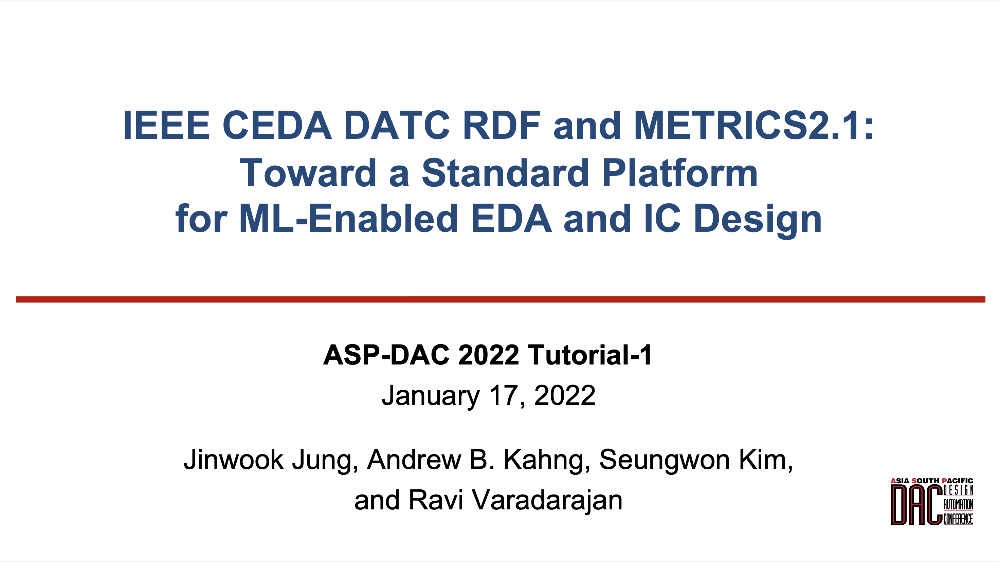 IEEE CEDA DATC RDF and METRICS2.1:
Toward a Standard Platform
for ML-Enabled EDA and IC Design
ASP-DAC 2022 Tutorial-1
January 17, 2022
Jinwook Jung, Andrew B. Kahng, Seungwon Kim,
and Ravi Varadarajan
ASIA SOUTH PACIFIC
DAC
DESIGN
AUTOMATION
CONFERENCE